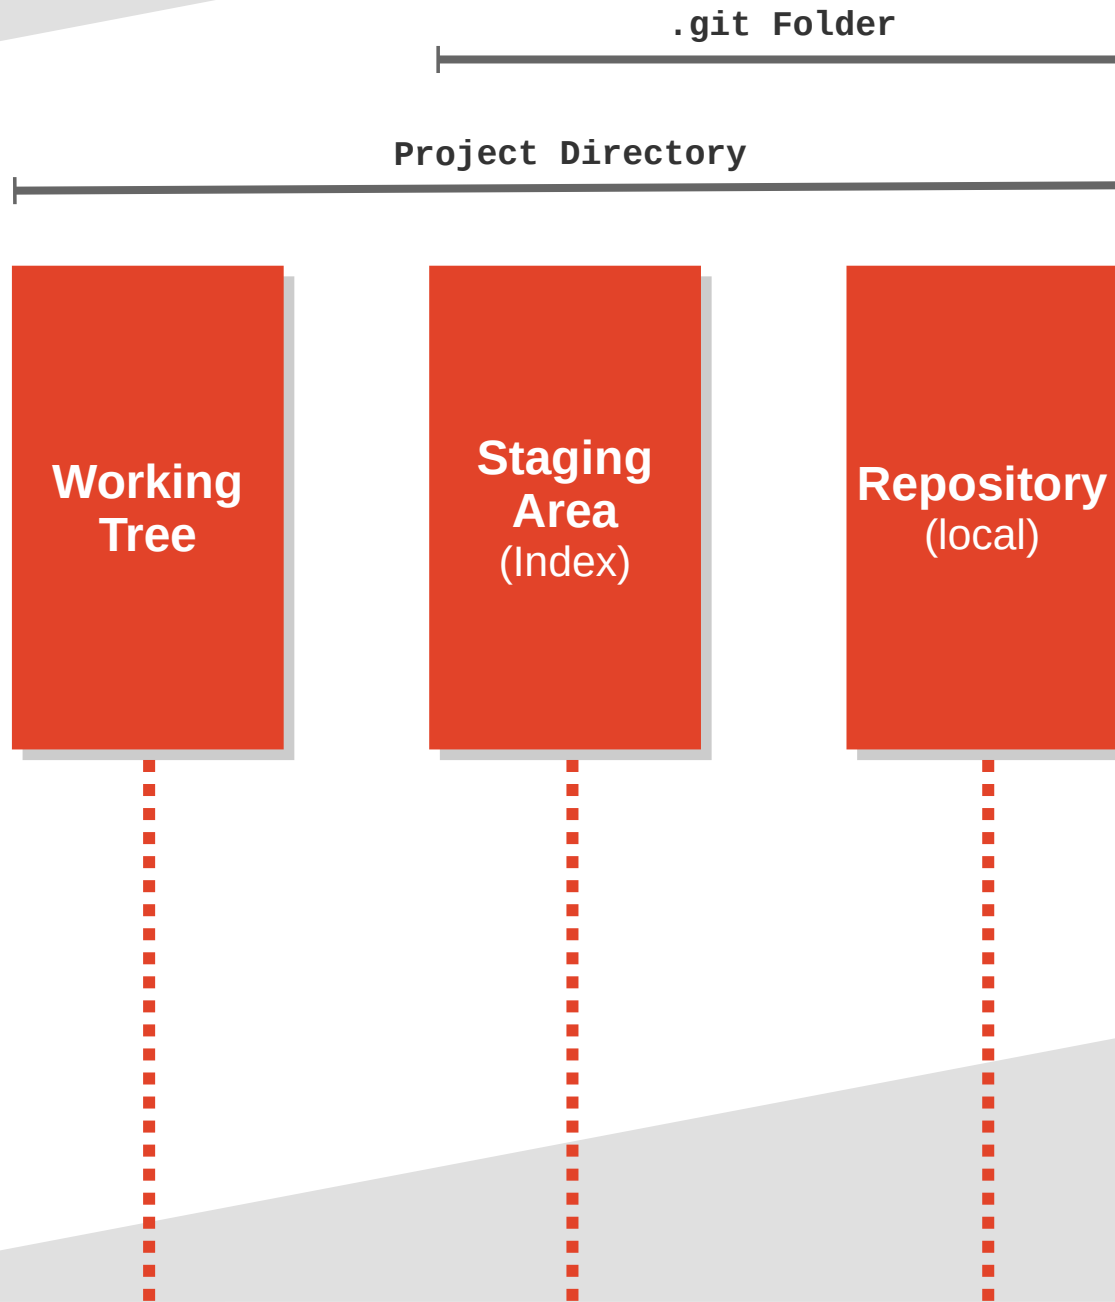 .git Folder
Project Directory
Working
Tree
Staging
Area
(Index)
Repository
(local)